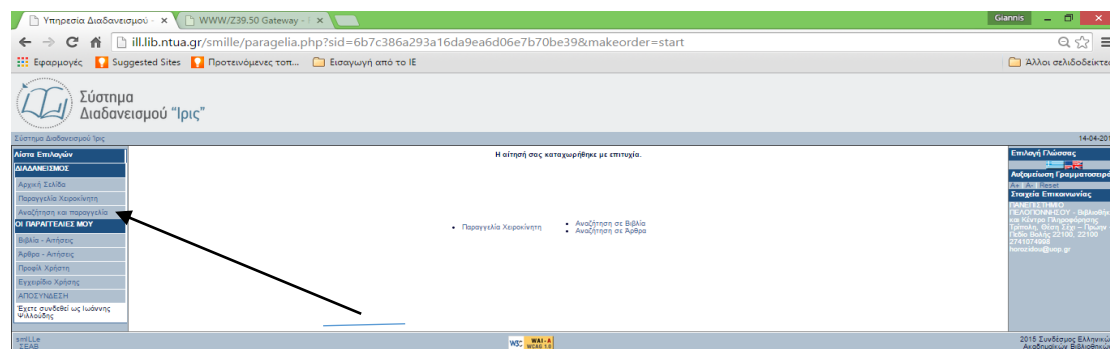 Υπηρεσία Διαδανεισμού -
WWW/Z39.50 Gateway -
Giannis
ill.lib.ntua.gr/smille/paragelia.php?sid=6b7c386a293a16da9ea6d06e7b70be39&makeorder=start
Εφαρμογές
Suggested Sites
Προτεινόμενες τοπ...
Εισαγωγή από το IE
Άλλοι σελιδοδείκτες
Σύστημα
Διαδανεισμού "Ιρις"
Σύστημα Διαδανεισμού Ίρις
14-04-201
Λίστα Επιλογών
ΔΙΑΔΑΝΕΙΣΜΟΣ
Αρχική Σελίδα
Παραγγελία Χειροκίνητη
Αναζήτηση και παραγγελία
ΟΙ ΠΑΡΑΓΓΕΛΙΕΣ ΜΟΥ
Βιβλία - Αιτήσεις
Άρθρα - Αιτήσεις
Προφίλ Χρήστη
Εγχειρίδιο Χρήσης
ΑΠΟΣΥΝΔΕΣΗ
Έχετε συνδεθεί ως Ιωάννης
Ψιλλούδης
Η αίτησή σας καταχωρήθηκε με επιτυχία.
• Παραγγελία Χειροκίνητη
• Αναζήτηση σε Βιβλία
• Αναζήτηση σε Άρθρα
Επιλογή Γλώσσας
Αυξομείωση Γραμματοσειρά
A+ A- Reset
Στοιχεία Επικοινωνίας
ΠΑΝΕΠΙΣΤΗΜΙΟ
ΠΕΛΟΠΟΝΝΗΣΟΥ - Βιβλιοθήκ
και Κέντρο Πληροφόρησης
Τρίπολη, Θέση Σέχι – Πρώην
Πεδίο Βολής 22100, 22100
2741074998
smILLe
ΣΕΑΒ
W3C WAI-A
WCAG 1.0
2015 Συνδέσμος Ελληνικώ
Ακαδημαϊκών Βιβλιοθηκώ